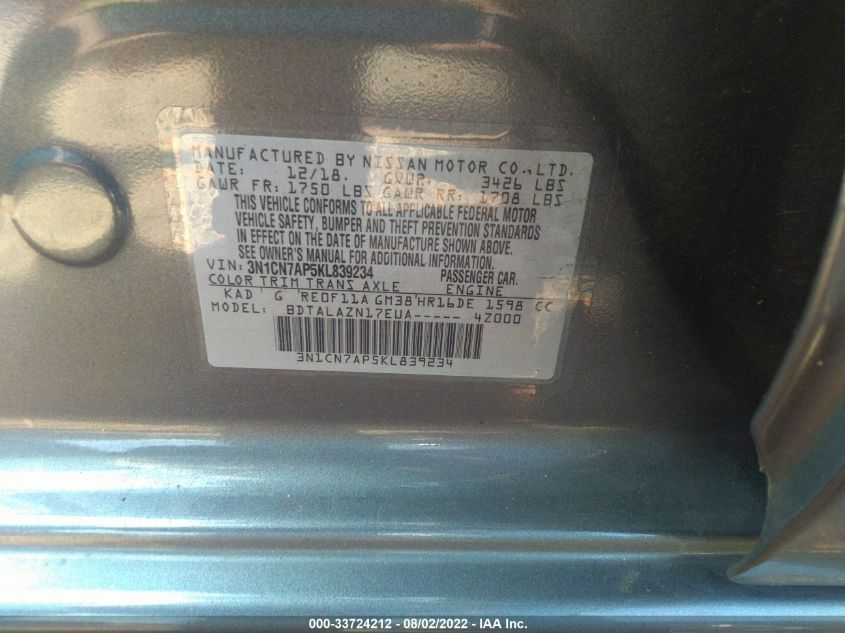 MANUFACTURED BY NISSAN MOTOR CO., LTD.
DATE: 12/18. GVWR: 3426 LBS
GAWR FR: 1750 LBS GAWR RR: 1708 LBS
THIS VEHICLE CONFORMS TO ALL APPLICABLE FEDERAL MOTOR
VEHICLE SAFETY, BUMPER AND THEFT PREVENTION STANDARDS
IN EFFECT ON THE DATE OF MANUFACTURE SHOWN ABOVE.
SEE OWNER'S MANUAL FOR ADDITIONAL INFORMATION.
VIN: 3N1CN7AP5KL839234 PASSENGER CAR.
COLOR TRIM TRANS AXLE ENGINE
KAD G RE0F11A GM38 HR16DE 1598 CC
MODEL: BDTALAZN17EUA----- 4Z000
3N1CN7AP5KL839234
000-33724212 - 08/02/2022 - IAA Inc.